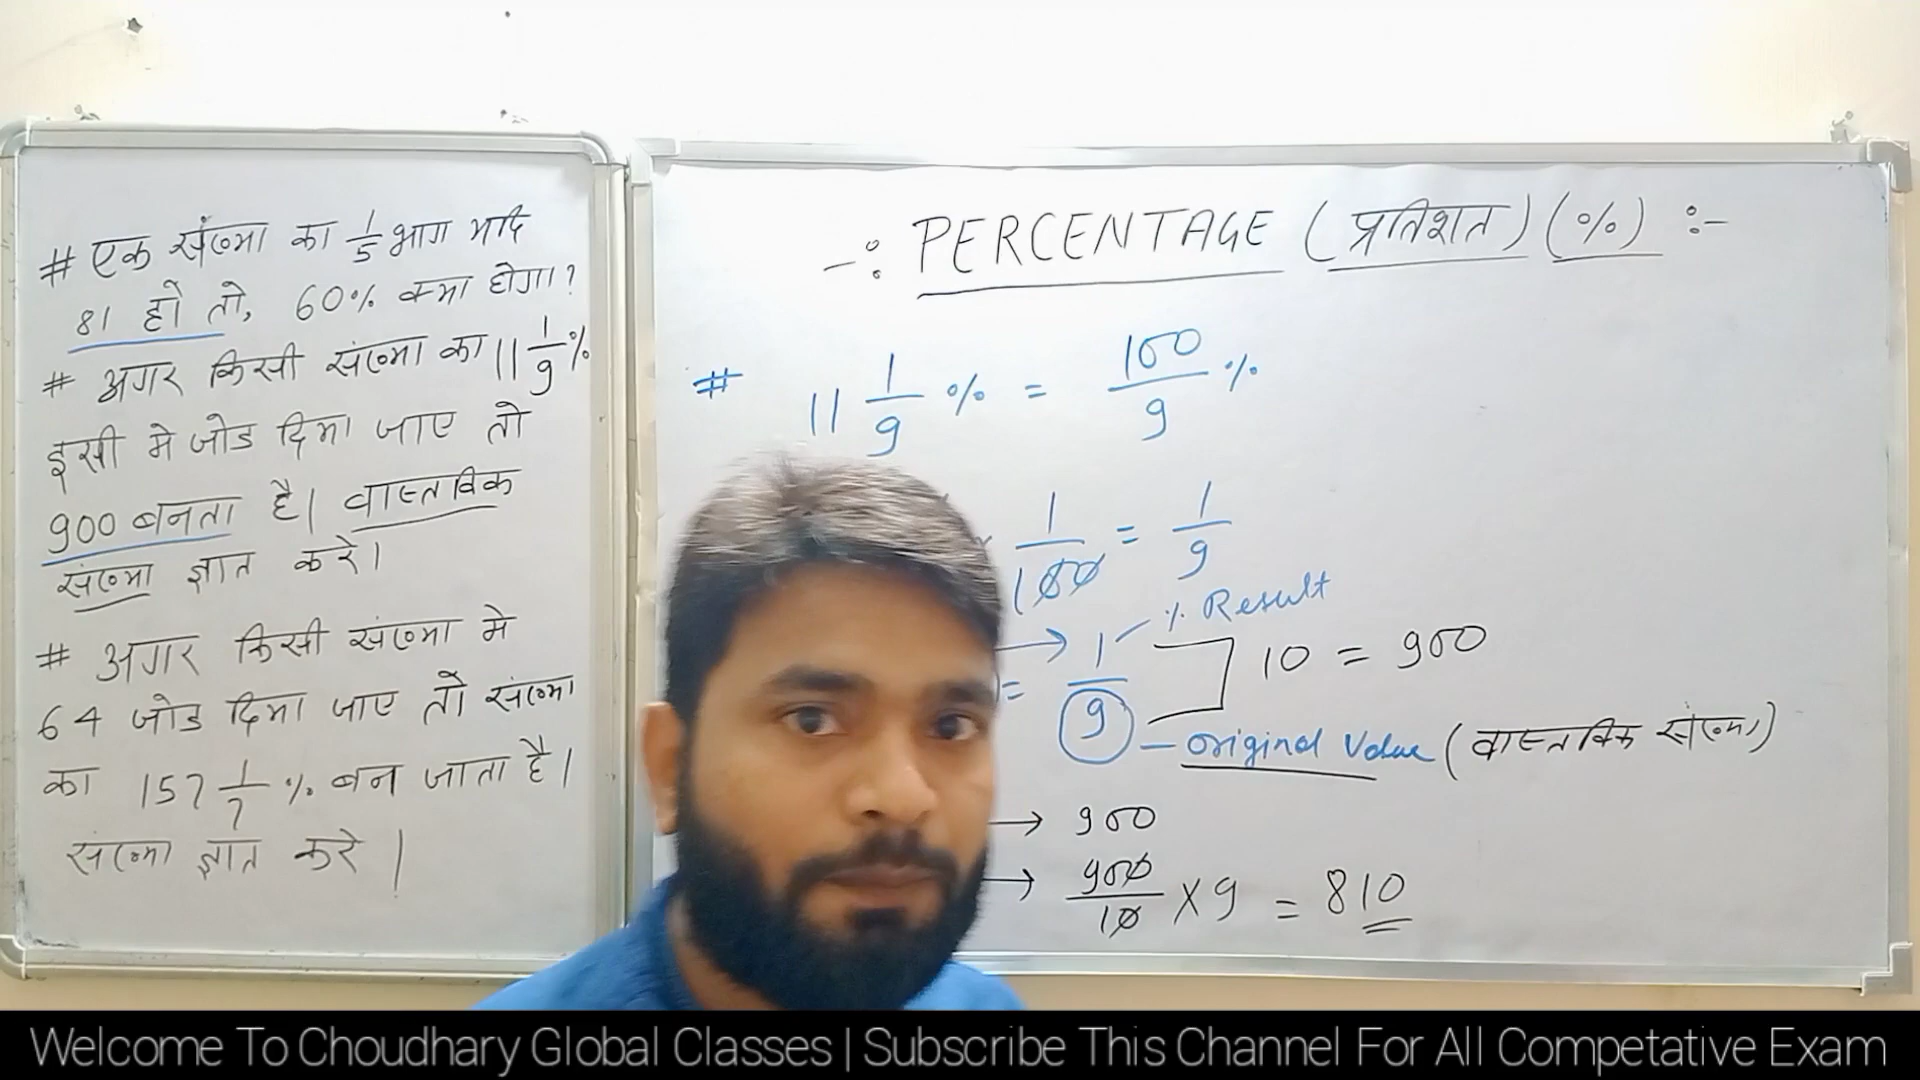 # एक संख्या का 1/5 भाग यदि
81 हो तो, 60% क्या होगा?
# अगर किसी संख्या का 11 1/9 %
इसी मे जोड दिया जाए तो
900 बनता है। वास्तविक
संख्या ज्ञात करे।
# अगर किसी संख्या मे
64 जोड दिया जाए तो संख्या
का 157 1/7 % बन जाता है।
संख्या ज्ञात करे।
-: PERCENTAGE (प्रतिशत) (%) :-
# 11 1/9 % = 100/9 %
1/100 = 1/9
→ 1 % Result
= 1/9 ] 10 = 900
9 - original Value (वास्तविक संख्या)
→ 900
→ 900/10 × 9 = 810
Welcome To Choudhary Global Classes | Subscribe This Channel For All Competative Exam